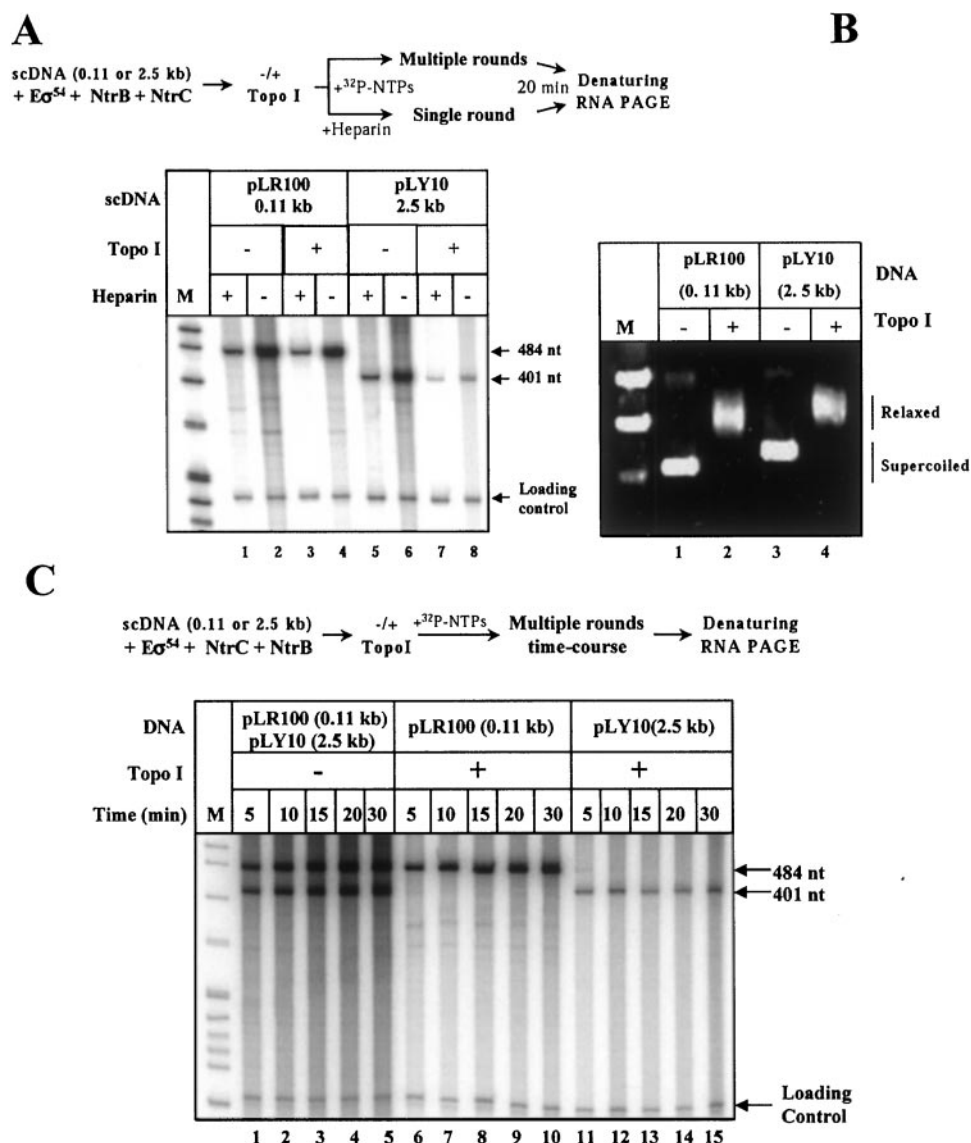 A
B
scDNA (0.11 or 2.5 kb)
+ Eσ⁵⁴ + NtrB + NtrC
-/+
Topo I
Multiple rounds
+³²P-NTPs
20 min
Denaturing
RNA PAGE
Single round
+Heparin
scDNA
pLR100
0.11 kb
pLY10
2.5 kb
Topo I
-
+
-
+
Heparin
M
+
-
+
-
+
-
+
-
484 nt
401 nt
Loading
control
1 2 3 4 5 6 7 8
pLR100
(0. 11 kb)
pLY10
(2. 5 kb)
DNA
M
-
+
-
+
Topo I
Relaxed
Supercoiled
1 2 3 4
C
scDNA (0.11 or 2.5 kb)
+ Eσ⁵⁴ + NtrC + NtrB
-/+
TopoI
+³²P-NTPs
Multiple rounds
time-course
Denaturing
RNA PAGE
DNA
pLR100 (0.11 kb)
pLY10 (2.5 kb)
pLR100 (0.11 kb)
pLY10(2.5 kb)
Topo I
-
+
+
Time (min)
M
5 10 15 20 30
5 10 15 20 30
5 10 15 20 30
484 nt
401 nt
Loading
Control
1 2 3 4 5 6 7 8 9 10 11 12 13 14 15